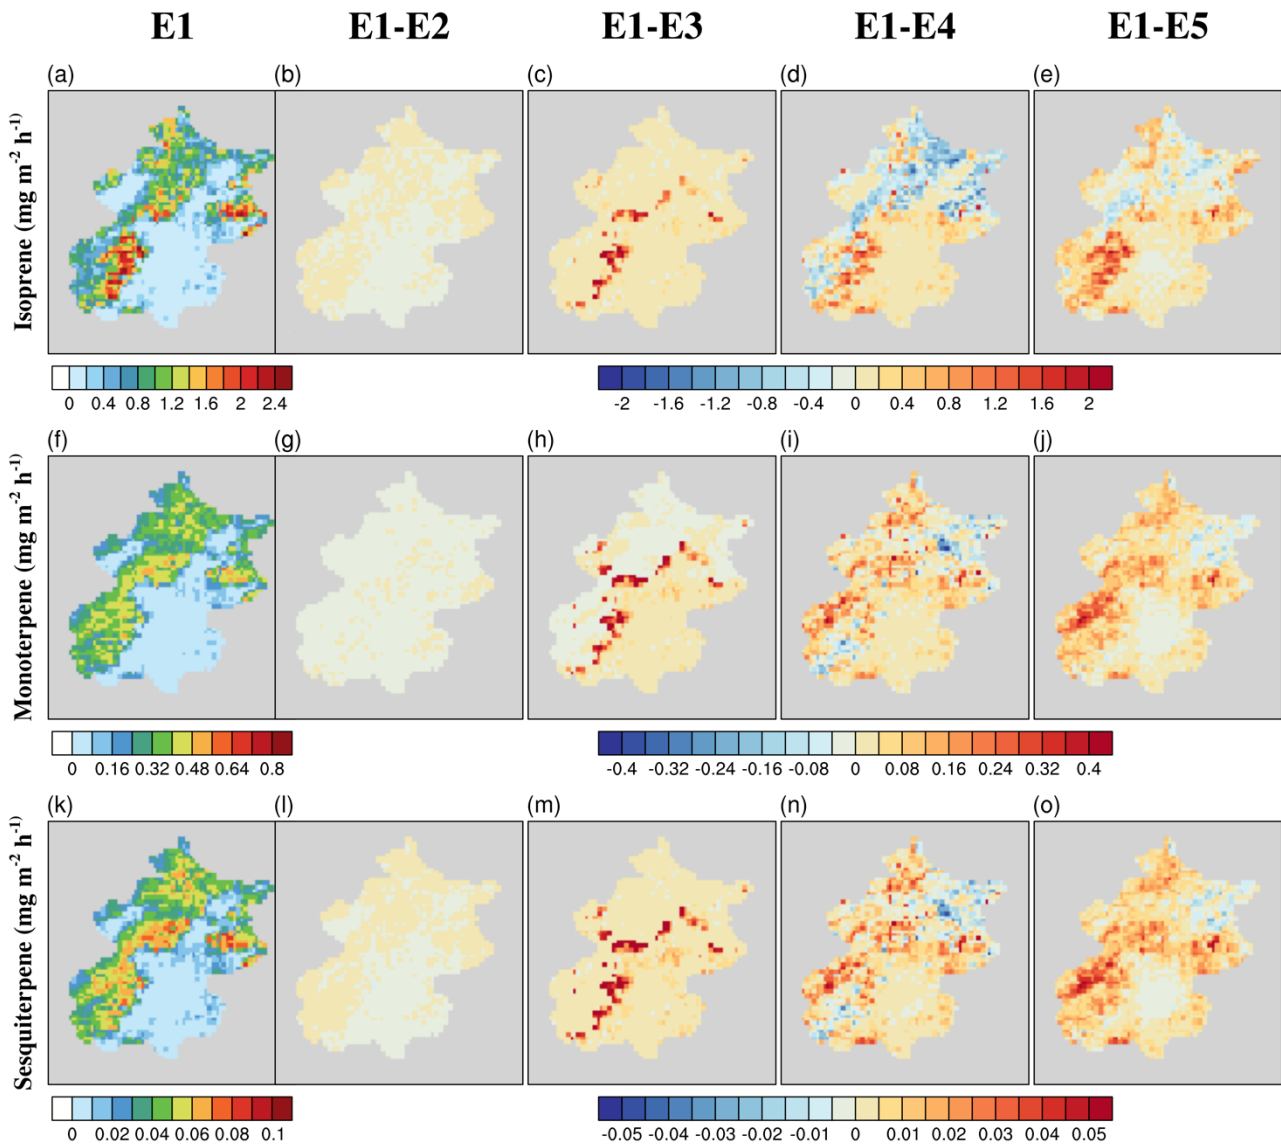 E1 E1-E2 E1-E3 E1-E4 E1-E5
(a) (b) (c) (d) (e)
Isoprene (mg m⁻² h⁻¹)
0 0.4 0.8 1.2 1.6 2 2.4
-2 -1.6 -1.2 -0.8 -0.4 0 0.4 0.8 1.2 1.6 2
(f) (g) (h) (i) (j)
Monoterpene (mg m⁻² h⁻¹)
0 0.16 0.32 0.48 0.64 0.8
-0.4 -0.32 -0.24 -0.16 -0.08 0 0.08 0.16 0.24 0.32 0.4
(k) (l) (m) (n) (o)
Sesquiterpene (mg m⁻² h⁻¹)
0 0.02 0.04 0.06 0.08 0.1
-0.05 -0.04 -0.03 -0.02 -0.01 0 0.01 0.02 0.03 0.04 0.05